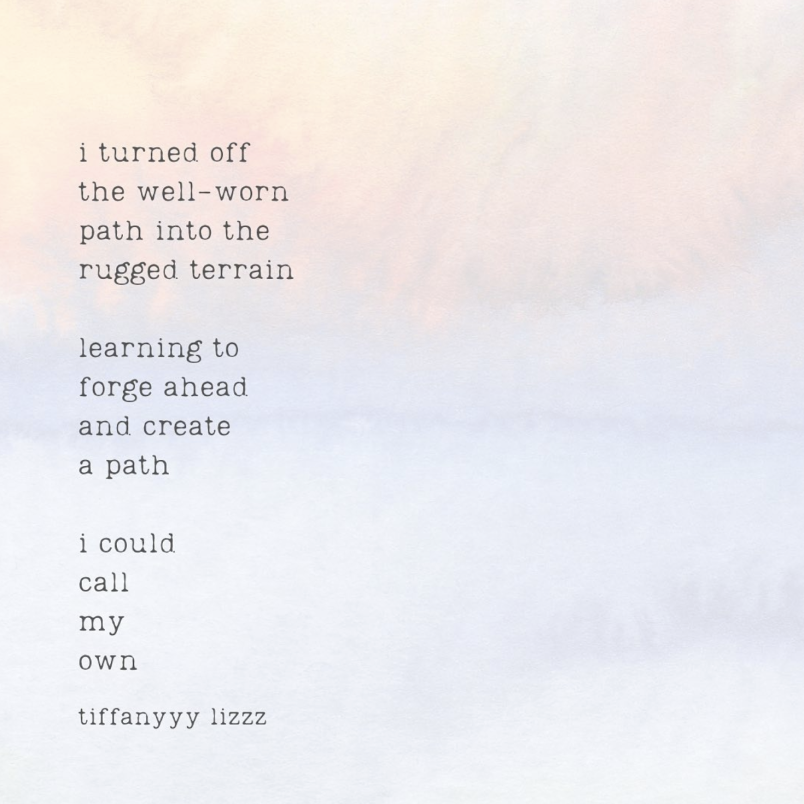 i turned off
the well-worn
path into the
rugged terrain
learning to
forge ahead
and create
a path
i could
call
my
own
tiffanyyy lizzz